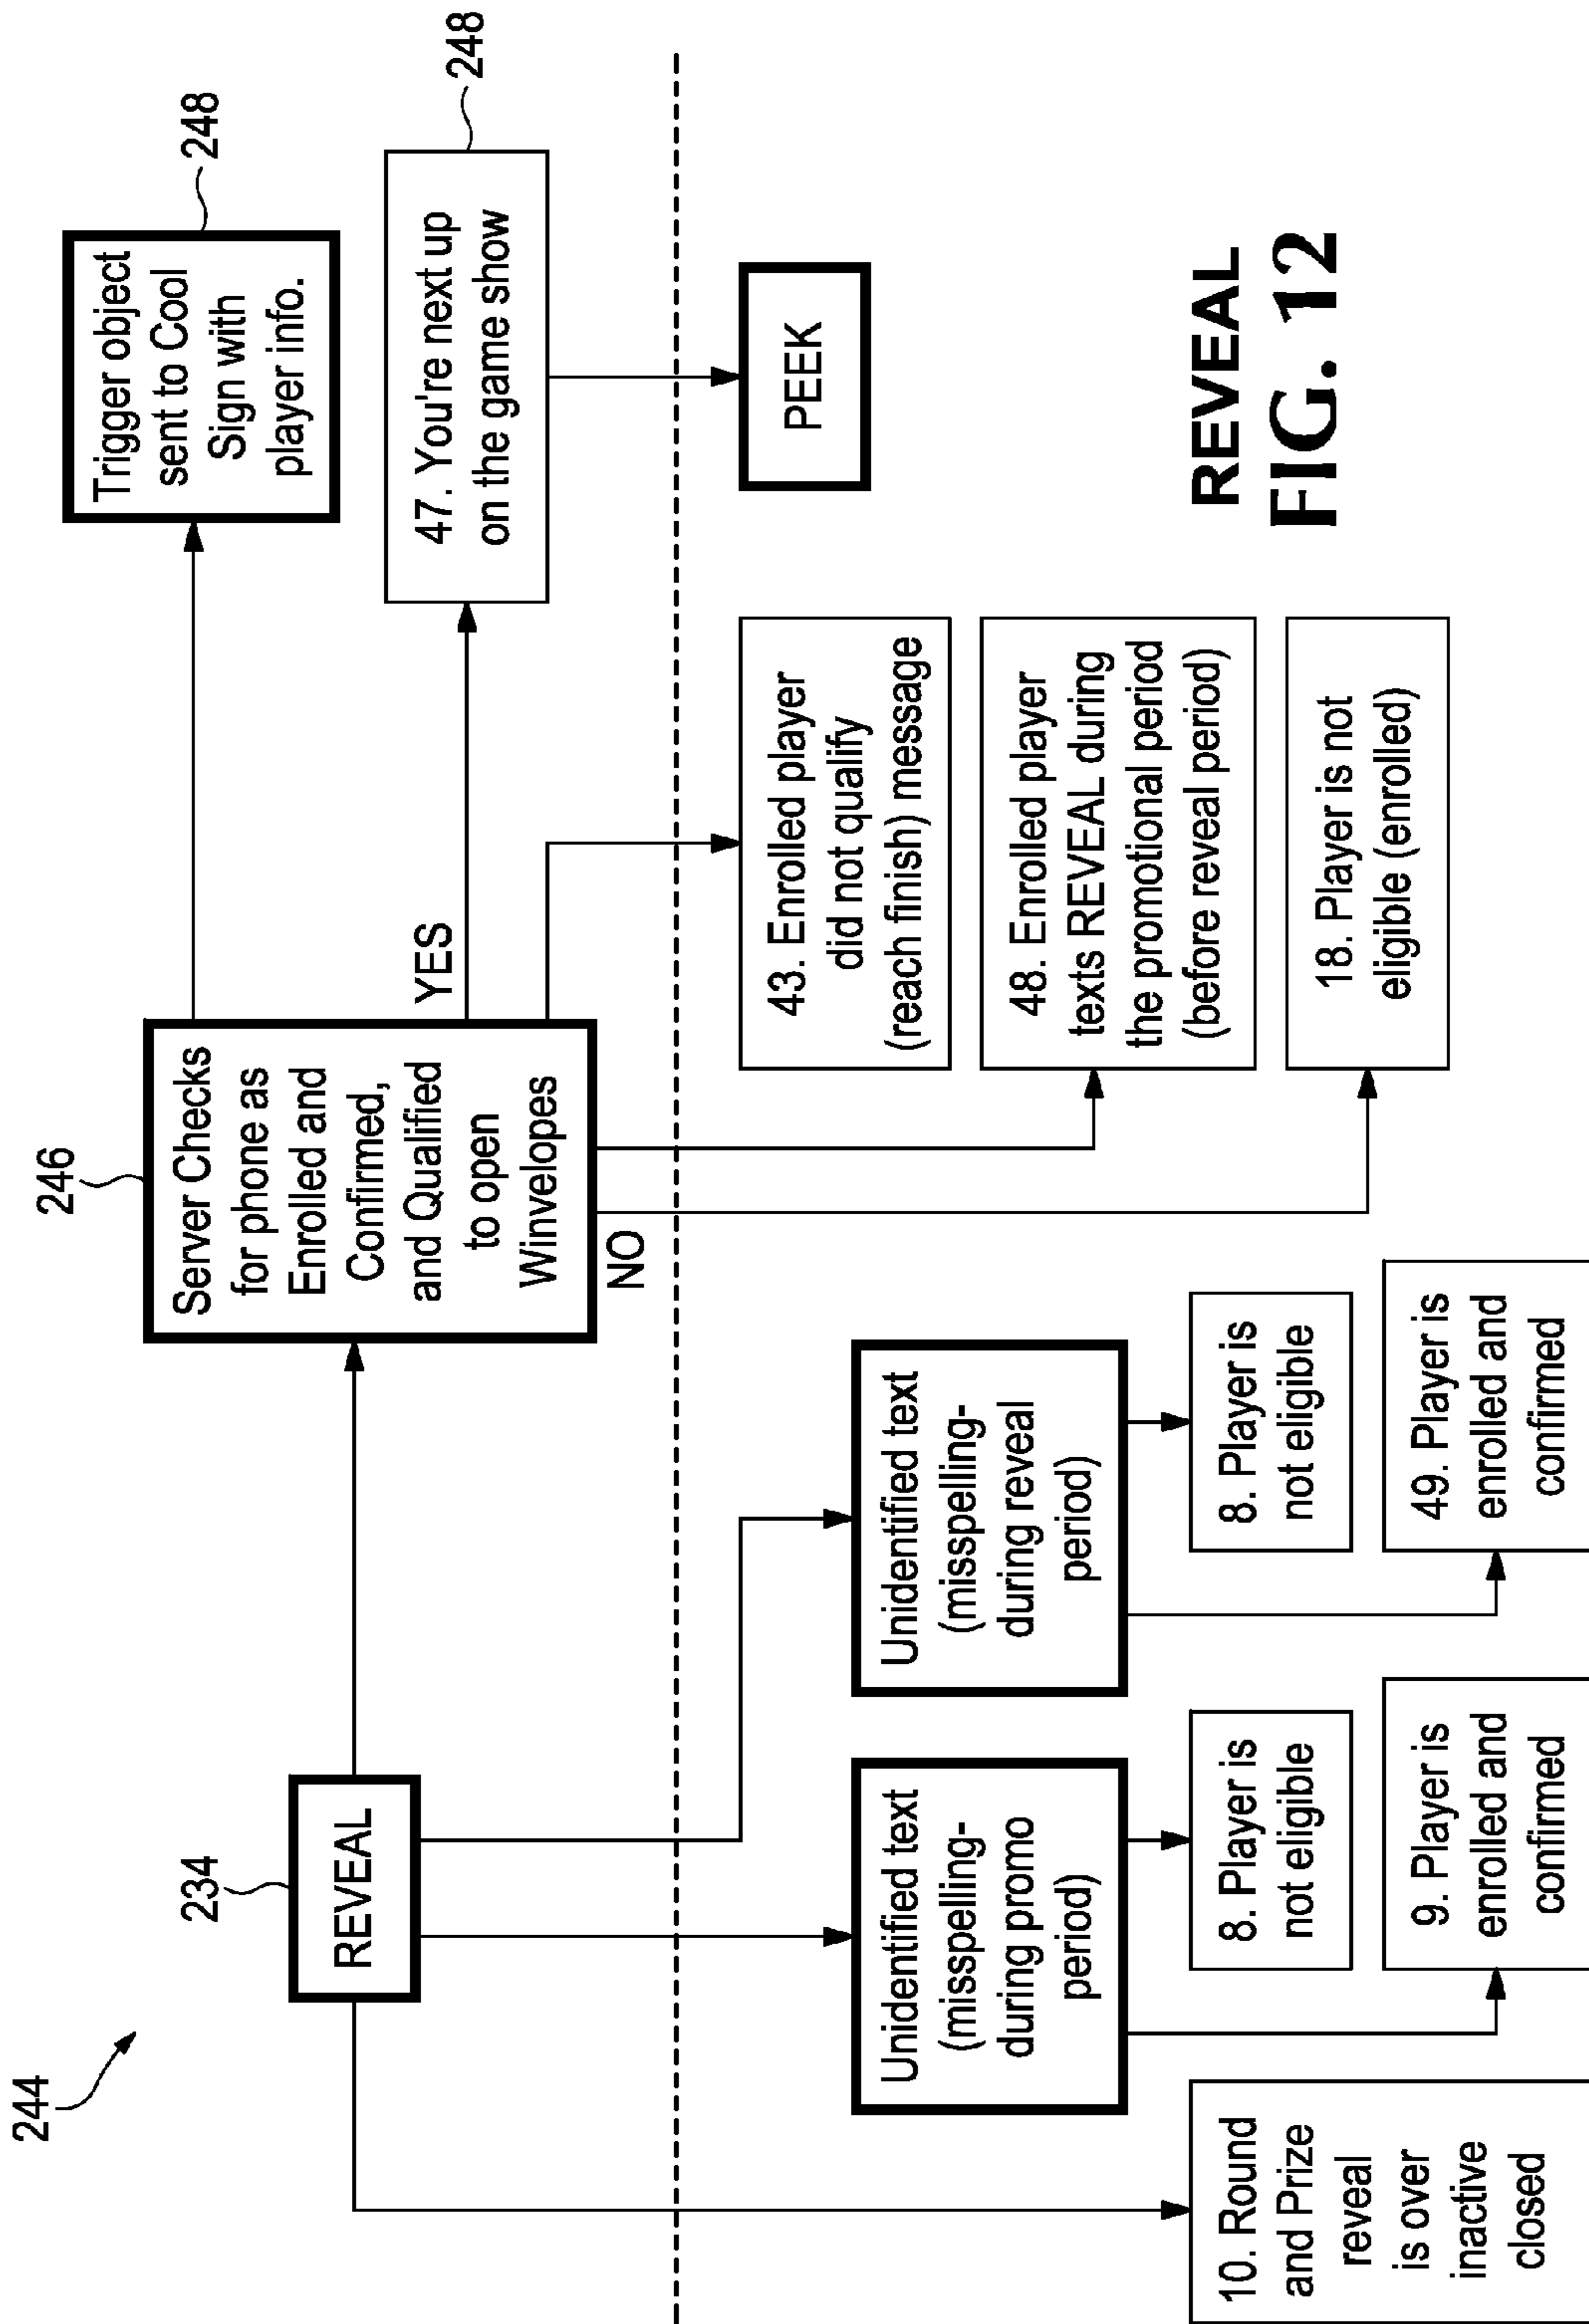 244
234
REVEAL
246
Server Checks
for phone as
Enrolled and
Confirmed,
and Qualified
to open
Winvelopes
YES
NO
248
Trigger object
sent to Cool
Sign with
player info.
248
47. You're next up
on the game show
PEEK
10. Round
and Prize
reveal
is over
inactive
closed
Unidentified text
(misspelling-
during promo
period)
8. Player is
not eligible
9. Player is
enrolled and
confirmed
Unidentified text
(misspelling-
during reveal
period)
8. Player is
not eligible
49. Player is
enrolled and
confirmed
43. Enrolled player
did not qualify
(reach finish) message
48. Enrolled player
texts REVEAL during
the promotional period
(before reveal period)
18. Player is not
eligible (enrolled)
REVEAL
FIG. 12